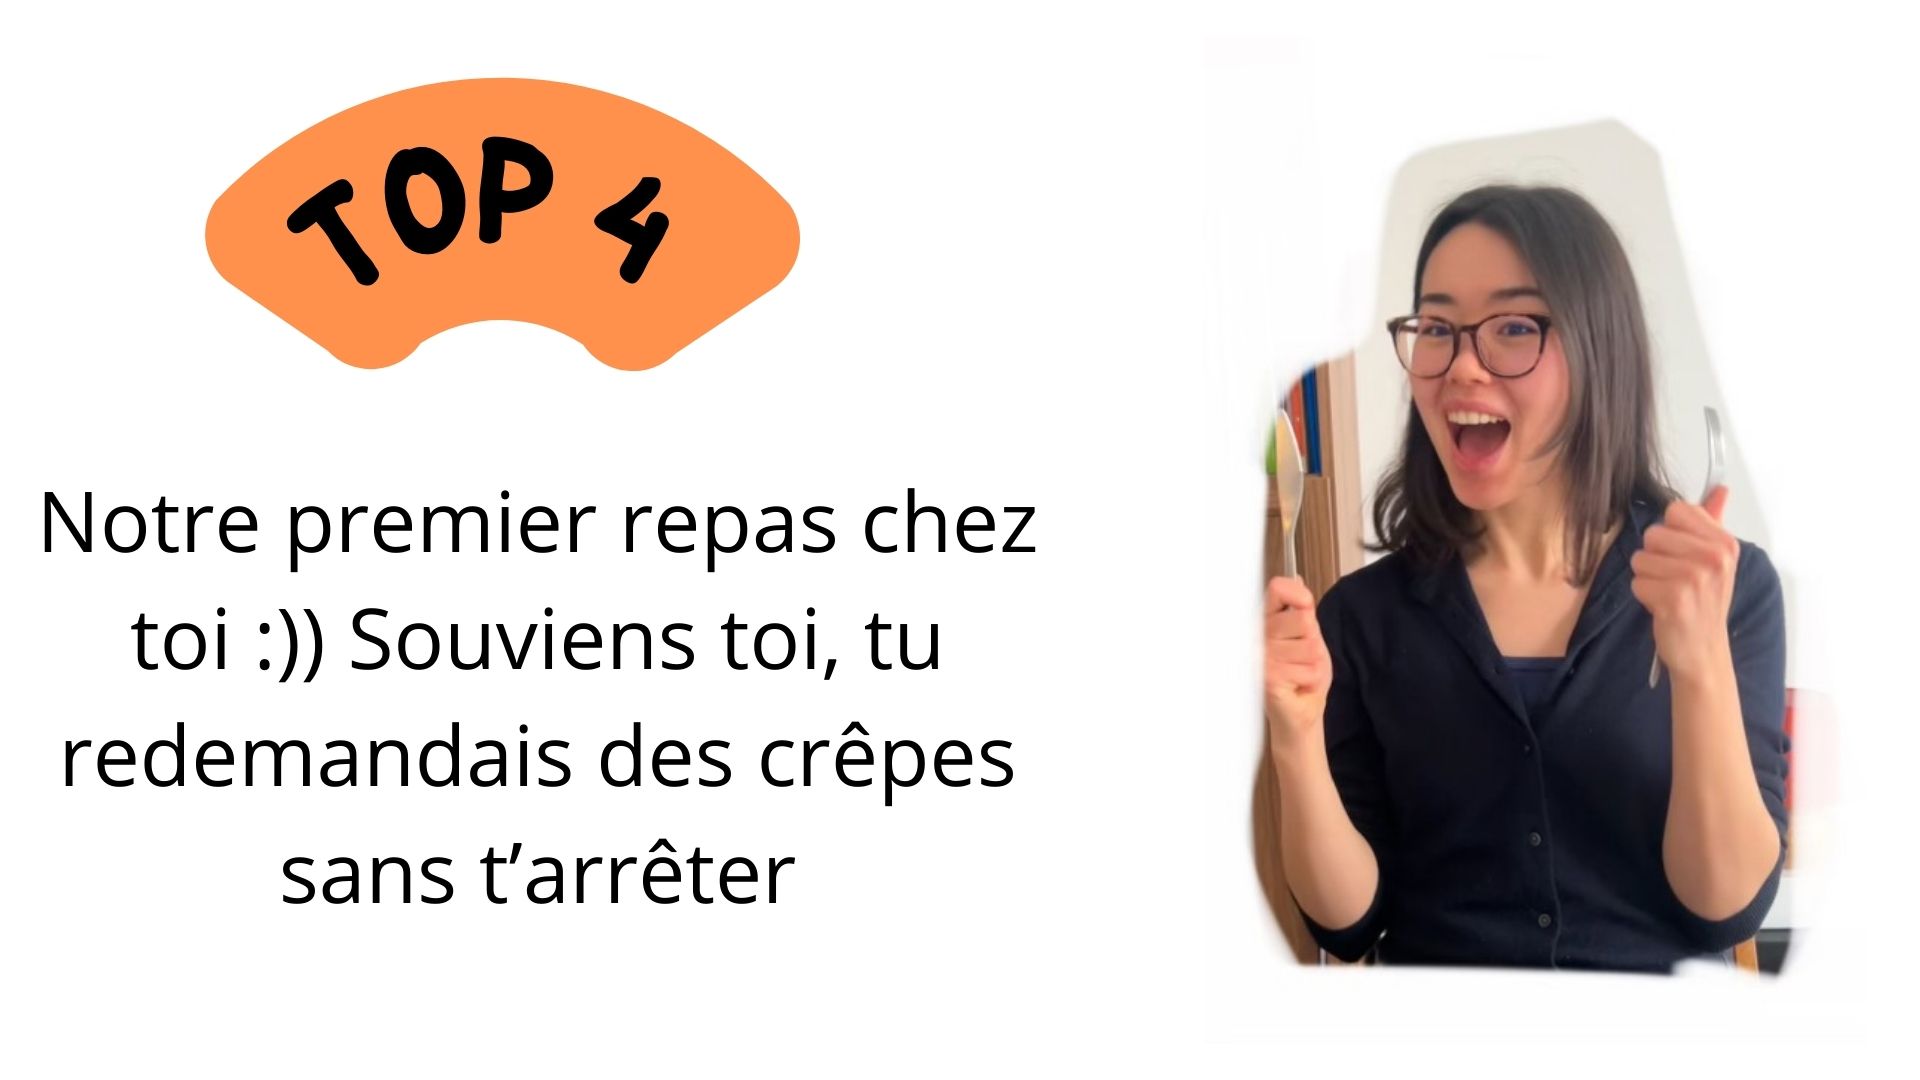 TOP 4
Notre premier repas chez
toi :)) Souviens toi, tu
redemandais des crêpes
sans t’arrêter